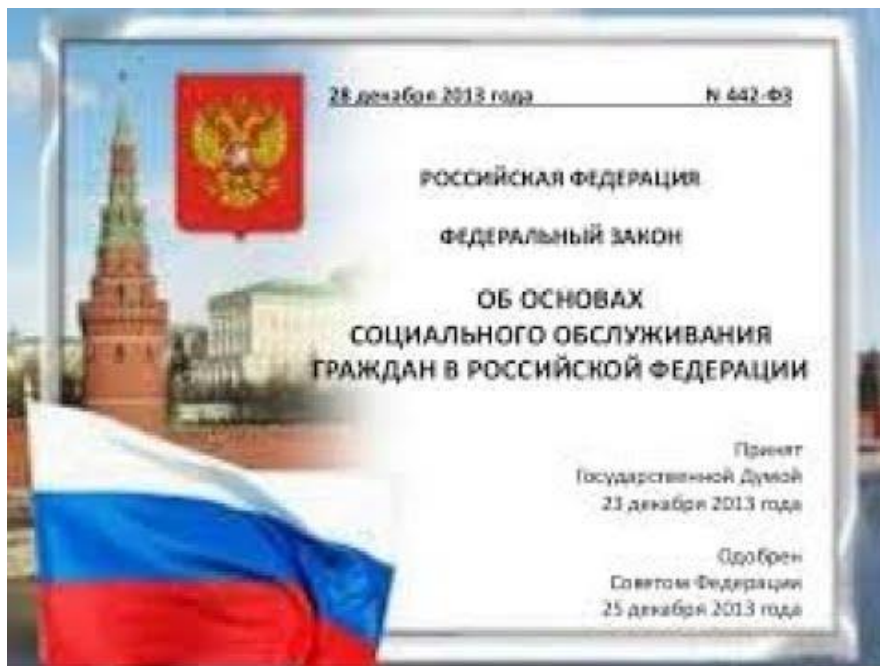 28 декабря 2013 года N 442-ФЗ
РОССИЙСКАЯ ФЕДЕРАЦИЯ
ФЕДЕРАЛЬНЫЙ ЗАКОН
ОБ ОСНОВАХ
СОЦИАЛЬНОГО ОБСЛУЖИВАНИЯ
ГРАЖДАН В РОССИЙСКОЙ ФЕДЕРАЦИИ
Принят
Государственной Думой
23 декабря 2013 года
Одобрен
Советом Федерации
25 декабря 2013 года